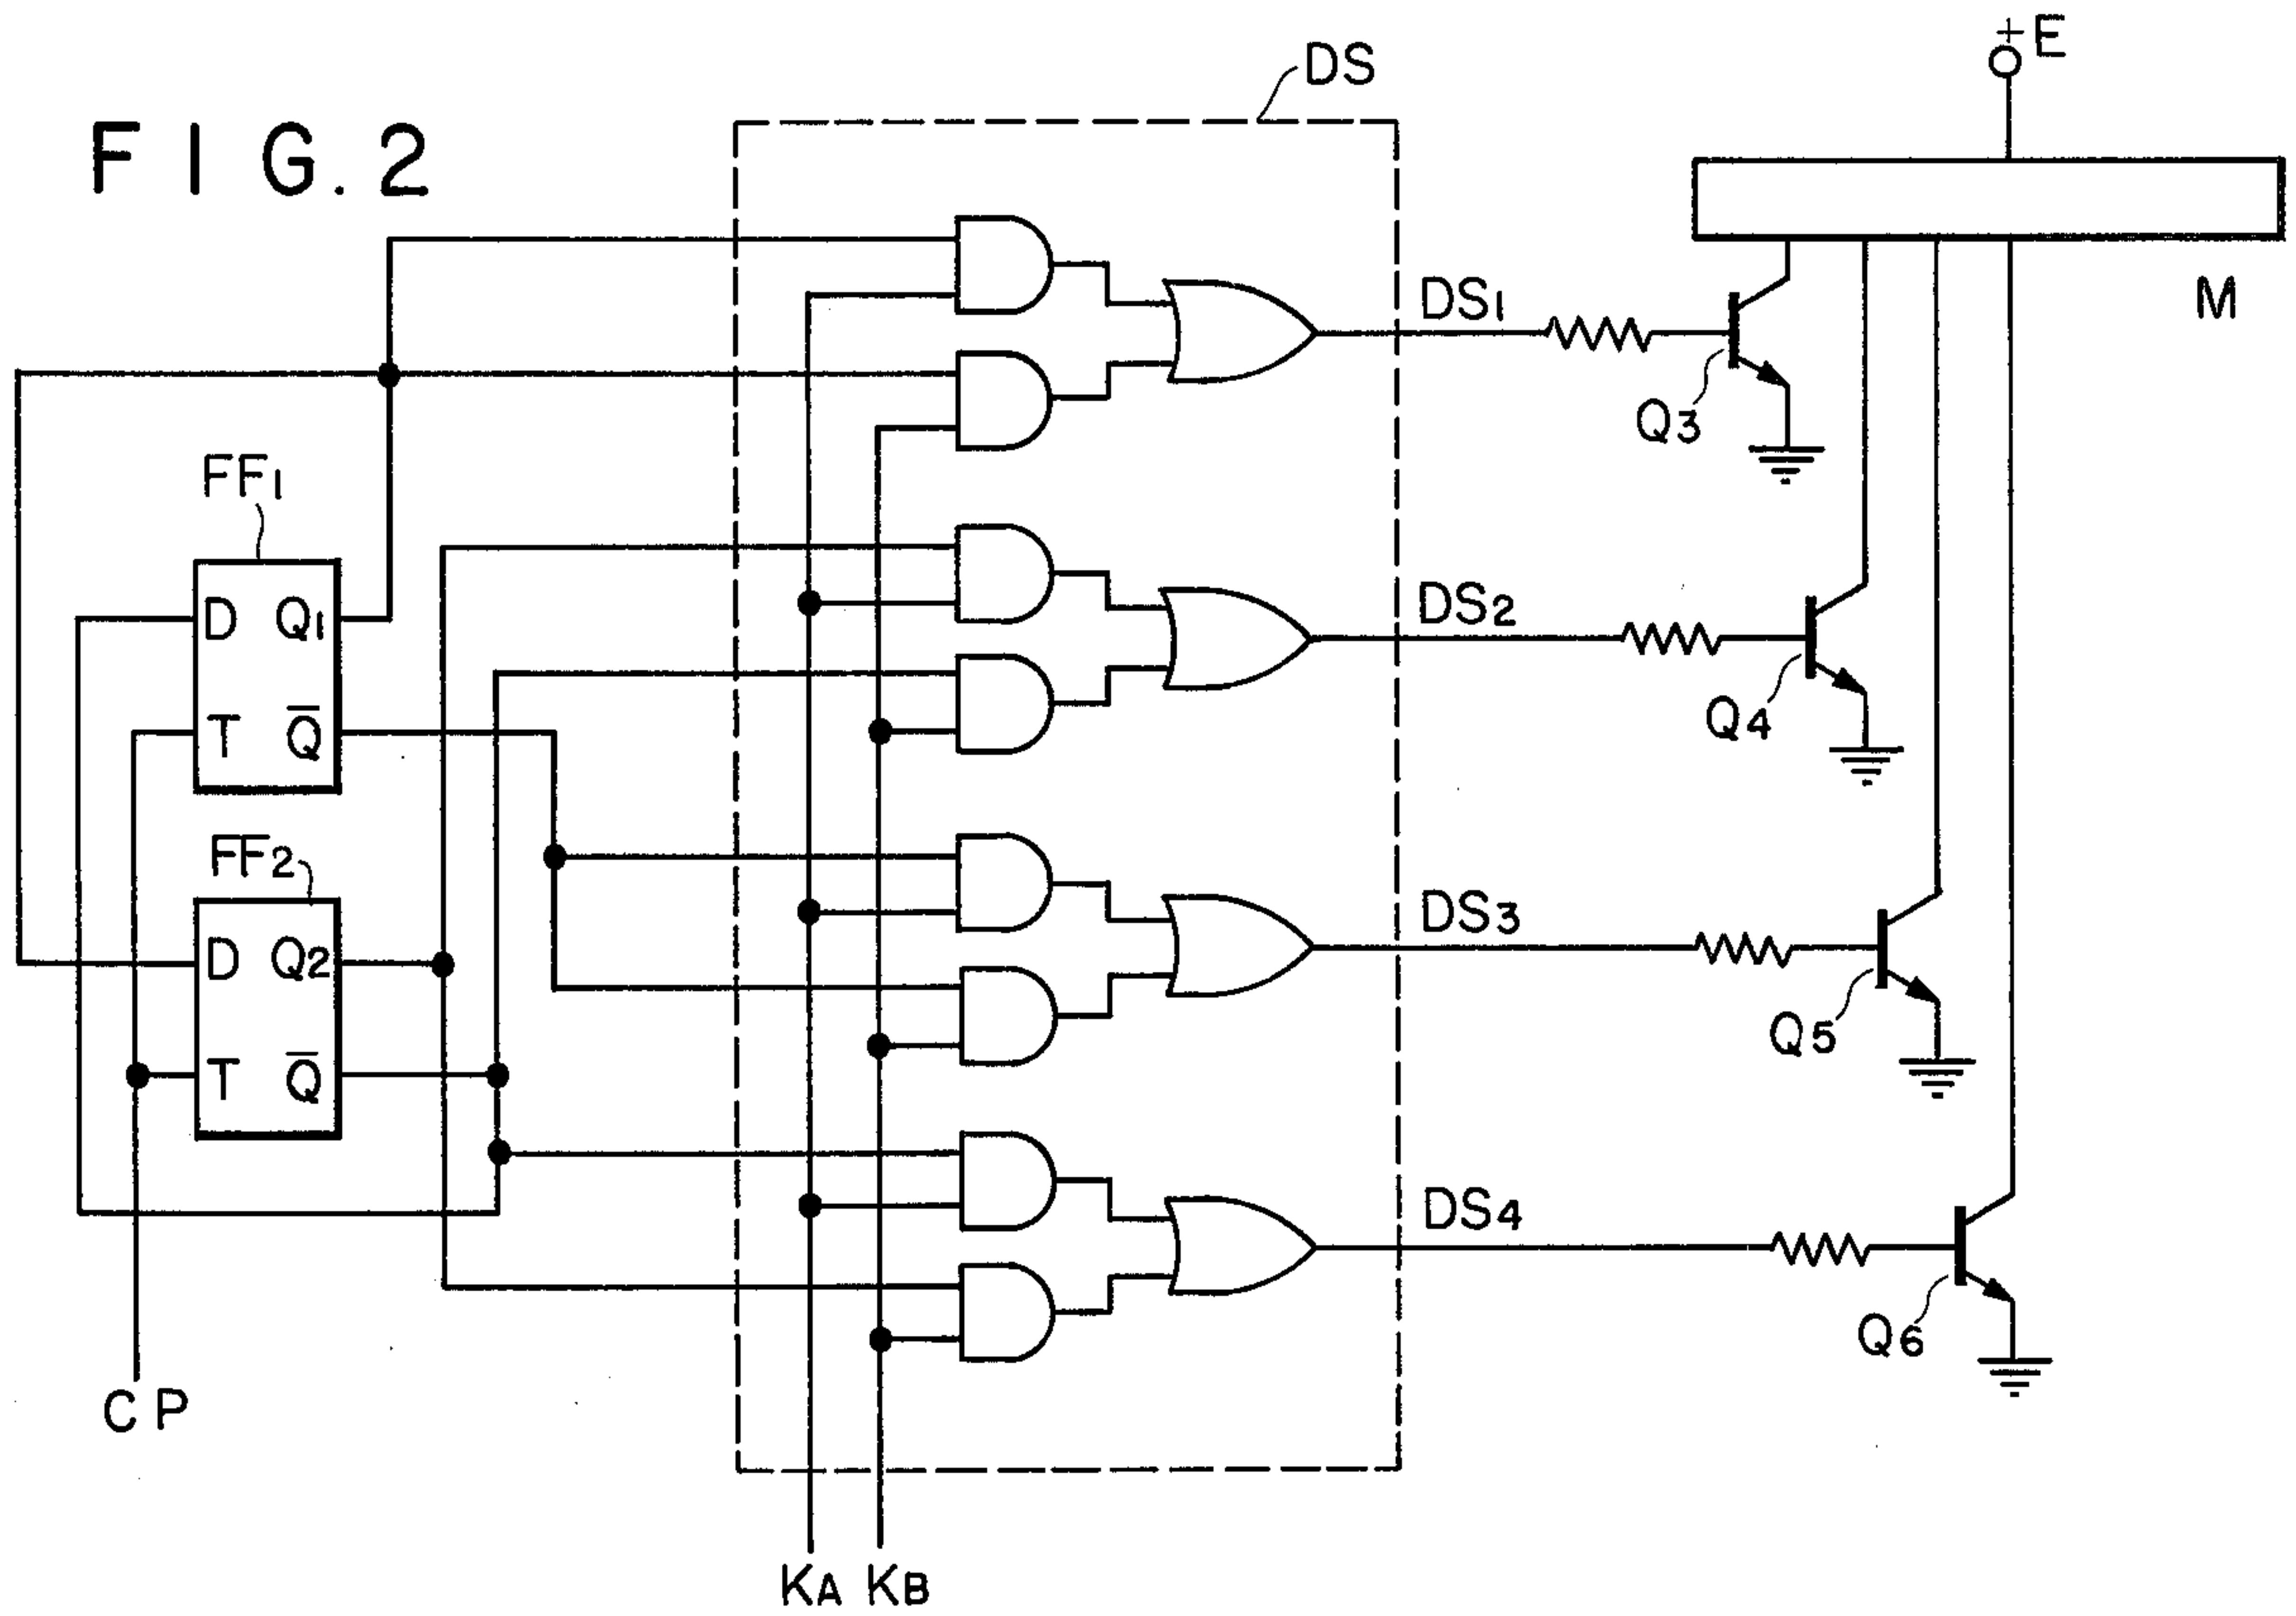 FIG. 2
DS
+E
M
DS1
Q3
FF1
D Q1
T Q̅
DS2
Q4
FF2
D Q2
T Q̅
DS3
Q5
DS4
Q6
CP
KA KB